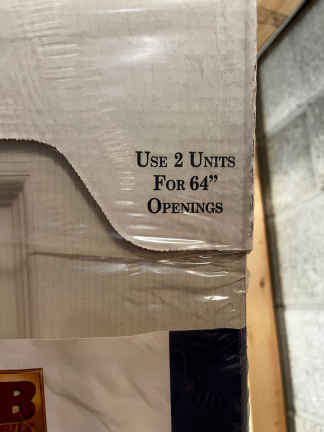 USE 2 UNITS
FOR 64”
OPENINGS
B